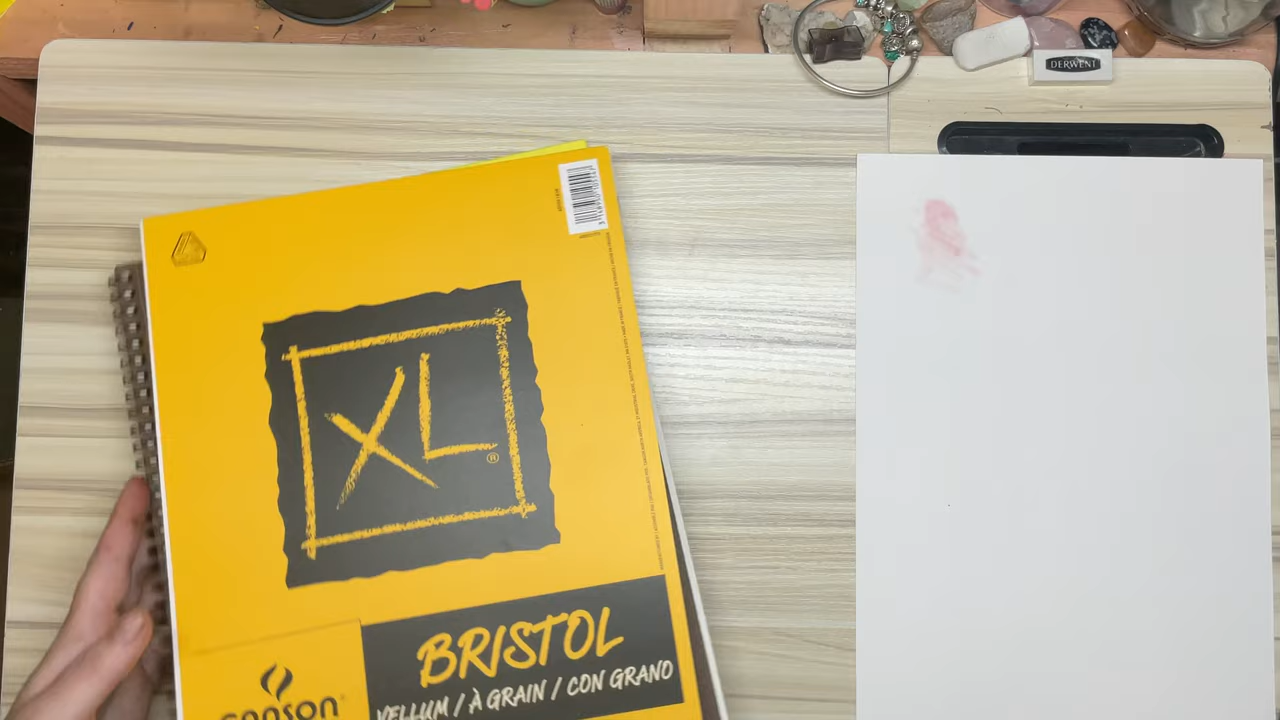 DERWENT
XL®
BRISTOL
VELLUM / À GRAIN / CON GRANO
canson®